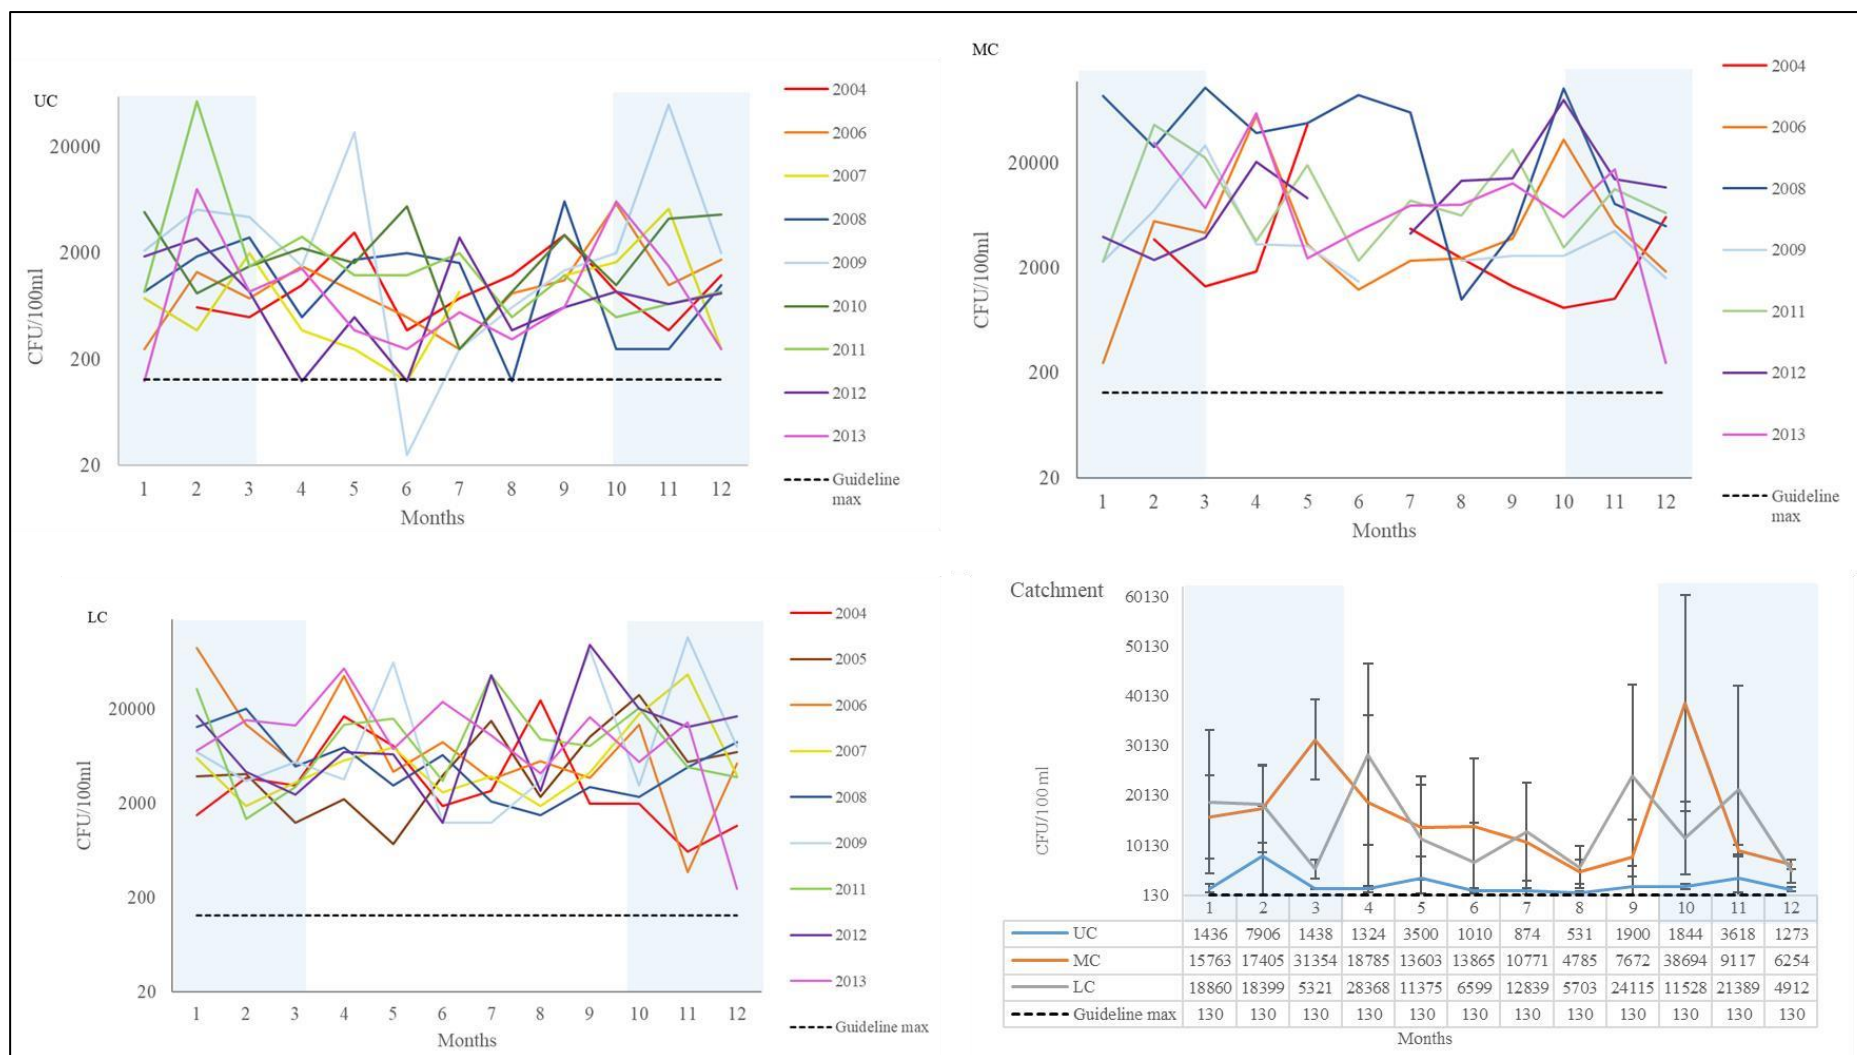 UC
CFU/100ml
20000
2000
200
20
1 2 3 4 5 6 7 8 9 10 11 12
Months
2004
2006
2007
2008
2009
2010
2011
2012
2013
Guideline
max
MC
CFU/100ml
20000
2000
200
20
1 2 3 4 5 6 7 8 9 10 11 12
Months
2004
2006
2008
2009
2011
2012
2013
Guideline
max
LC
CFU/100ml
20000
2000
200
20
1 2 3 4 5 6 7 8 9 10 11 12
Months
2004
2005
2006
2007
2008
2009
2011
2012
2013
Guideline max
Catchment
CFU/100 ml
60130
50130
40130
30130
20130
10130
130
1 2 3 4 5 6 7 8 9 10 11 12
UC 1436 7906 1438 1324 3500 1010 874 531 1900 1844 3618 1273
MC 15763 17405 31354 18785 13603 13865 10771 4785 7672 38694 9117 6254
LC 18860 18399 5321 28368 11375 6599 12839 5703 24115 11528 21389 4912
Guideline max 130 130 130 130 130 130 130 130 130 130 130 130
Months